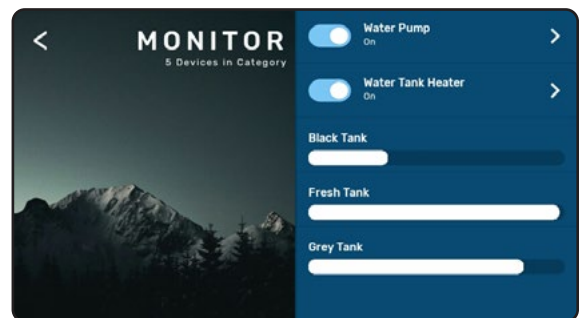 MONITOR
5 Devices in Category
Water Pump
On
Water Tank Heater
On
Black Tank
Fresh Tank
Grey Tank